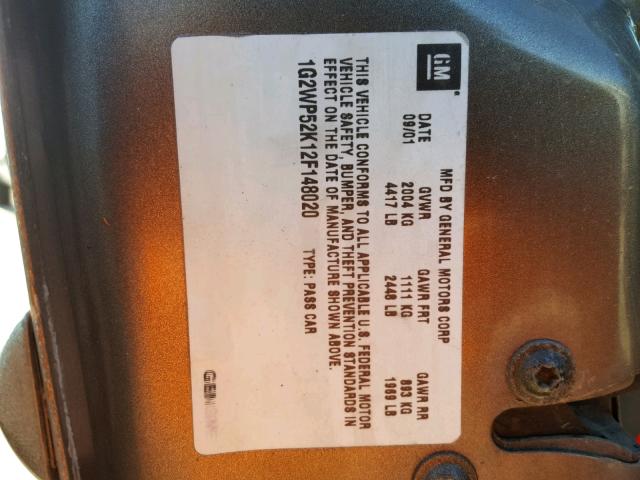 GM
®
MFD BY GENERAL MOTORS CORP
DATE GVWR GAWR FRT GAWR RR
09/01 2004 KG 1111 KG 893 KG
4417 LB 2448 LB 1969 LB
THIS VEHICLE CONFORMS TO ALL APPLICABLE U.S. FEDERAL MOTOR
VEHICLE SAFETY, BUMPER, AND THEFT PREVENTION STANDARDS IN
EFFECT ON THE DATE OF MANUFACTURE SHOWN ABOVE.
1G2WP52K12F148020 TYPE: PASS CAR